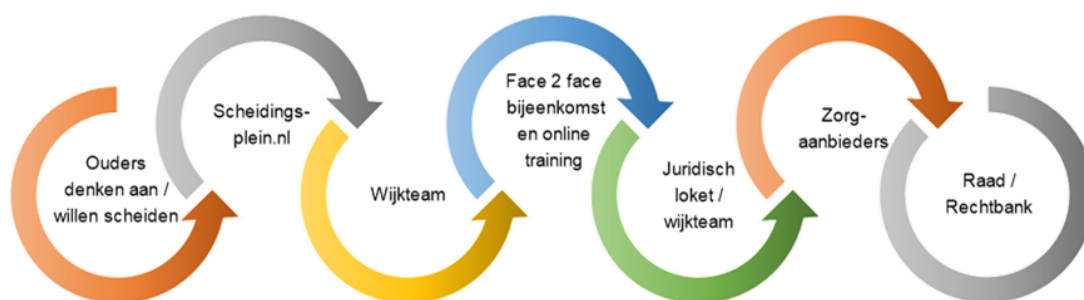 Ouders
denken aan /
willen scheiden
Scheidings-
plein.nl
Wijkteam
Face 2 face
bijeenkomst
en online
training
Juridisch
loket /
wijkteam
Zorg-
aanbieders
Raad /
Rechtbank